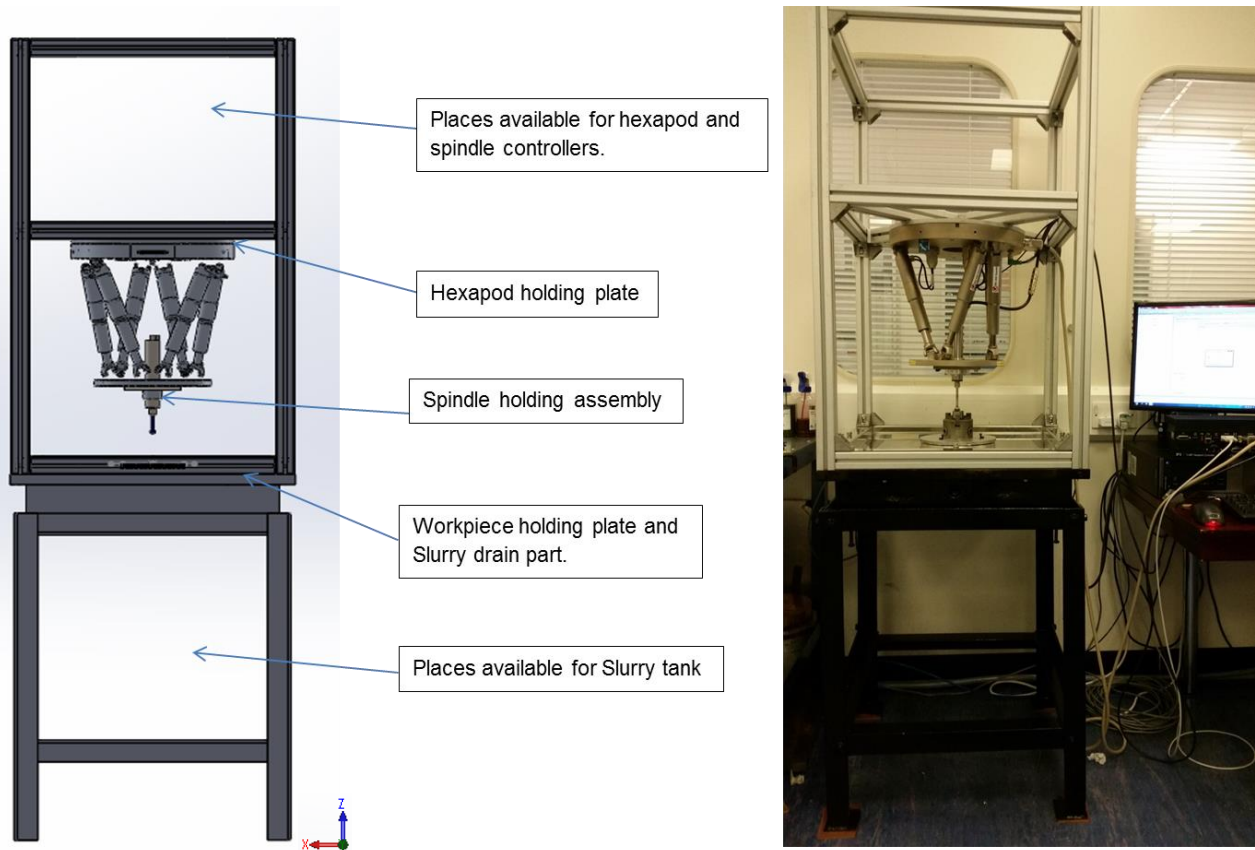 Places available for hexapod and
spindle controllers.
Hexapod holding plate
Spindle holding assembly
Workpiece holding plate and
Slurry drain part.
Places available for Slurry tank
Z
X